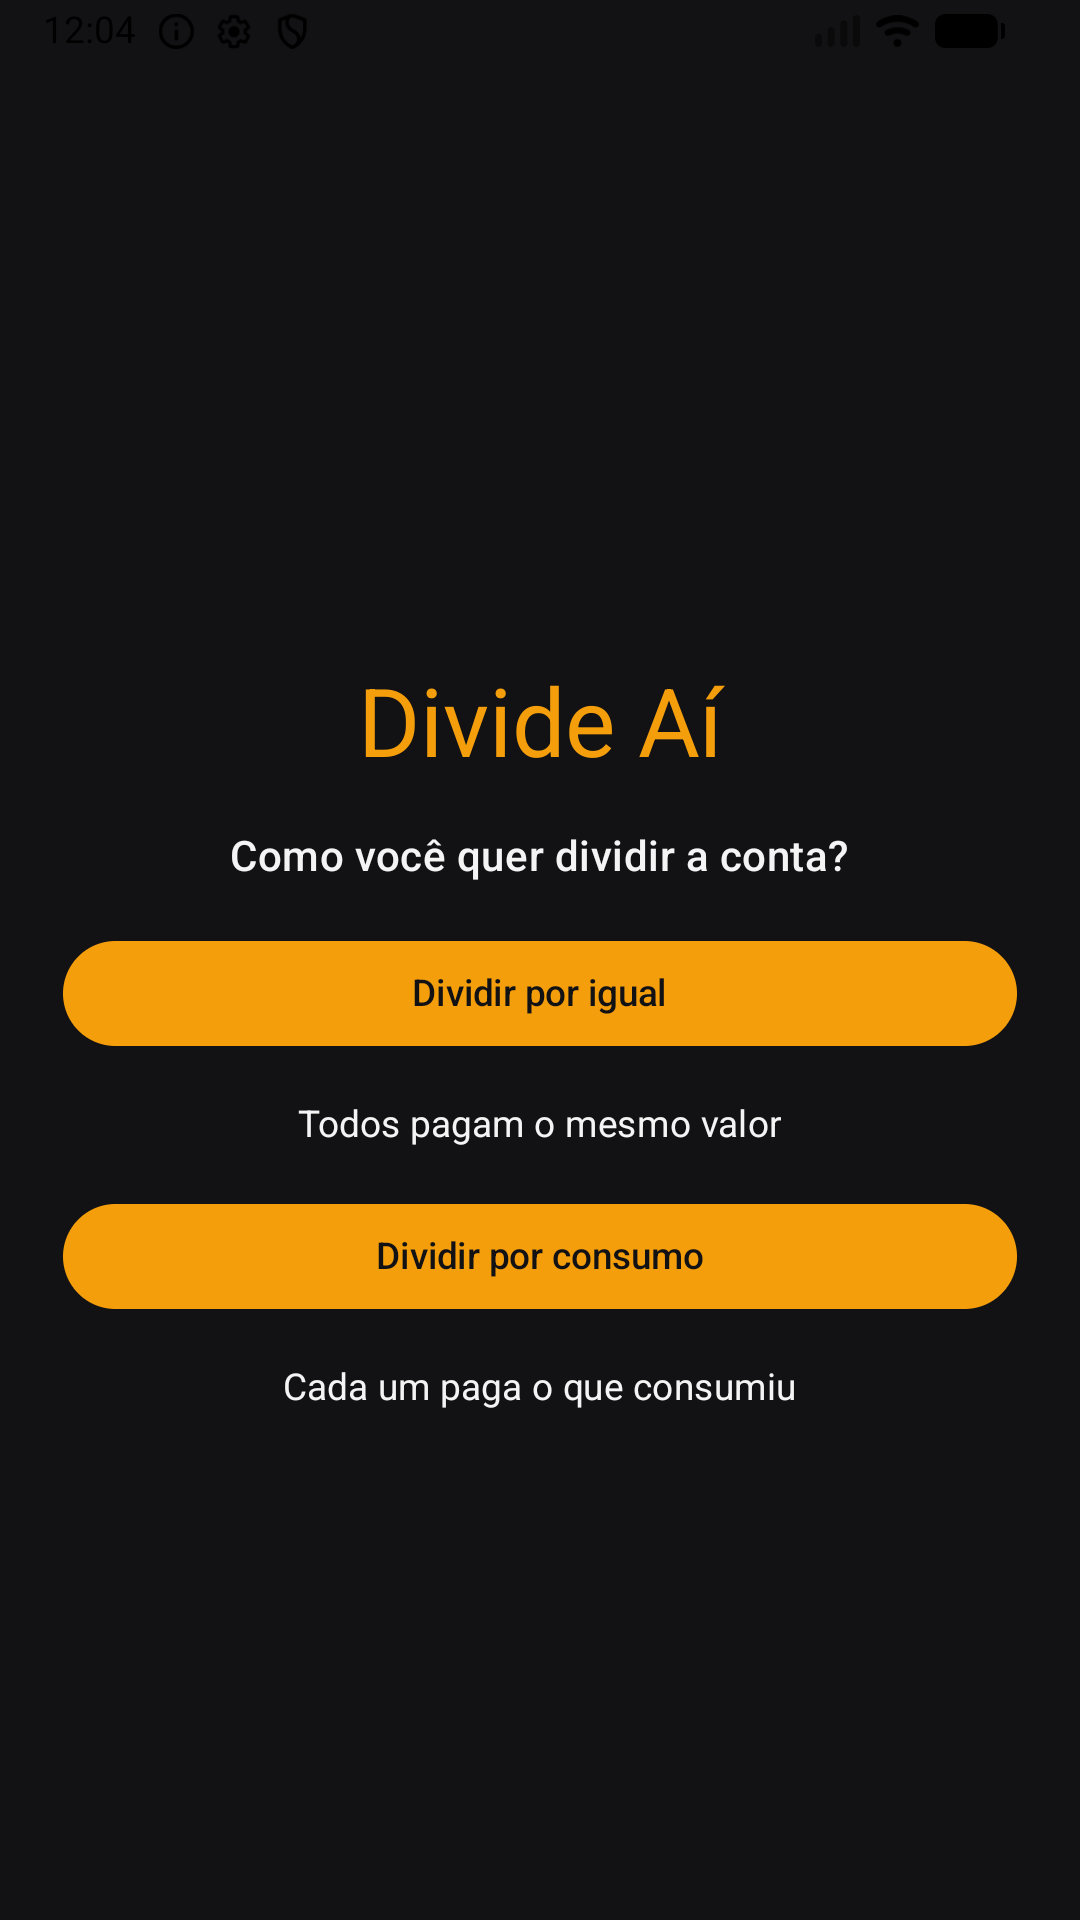 12:04
Divide Aí
Como você quer dividir a conta?
Dividir por igual
Todos pagam o mesmo valor
Dividir por consumo
Cada um paga o que consumiu